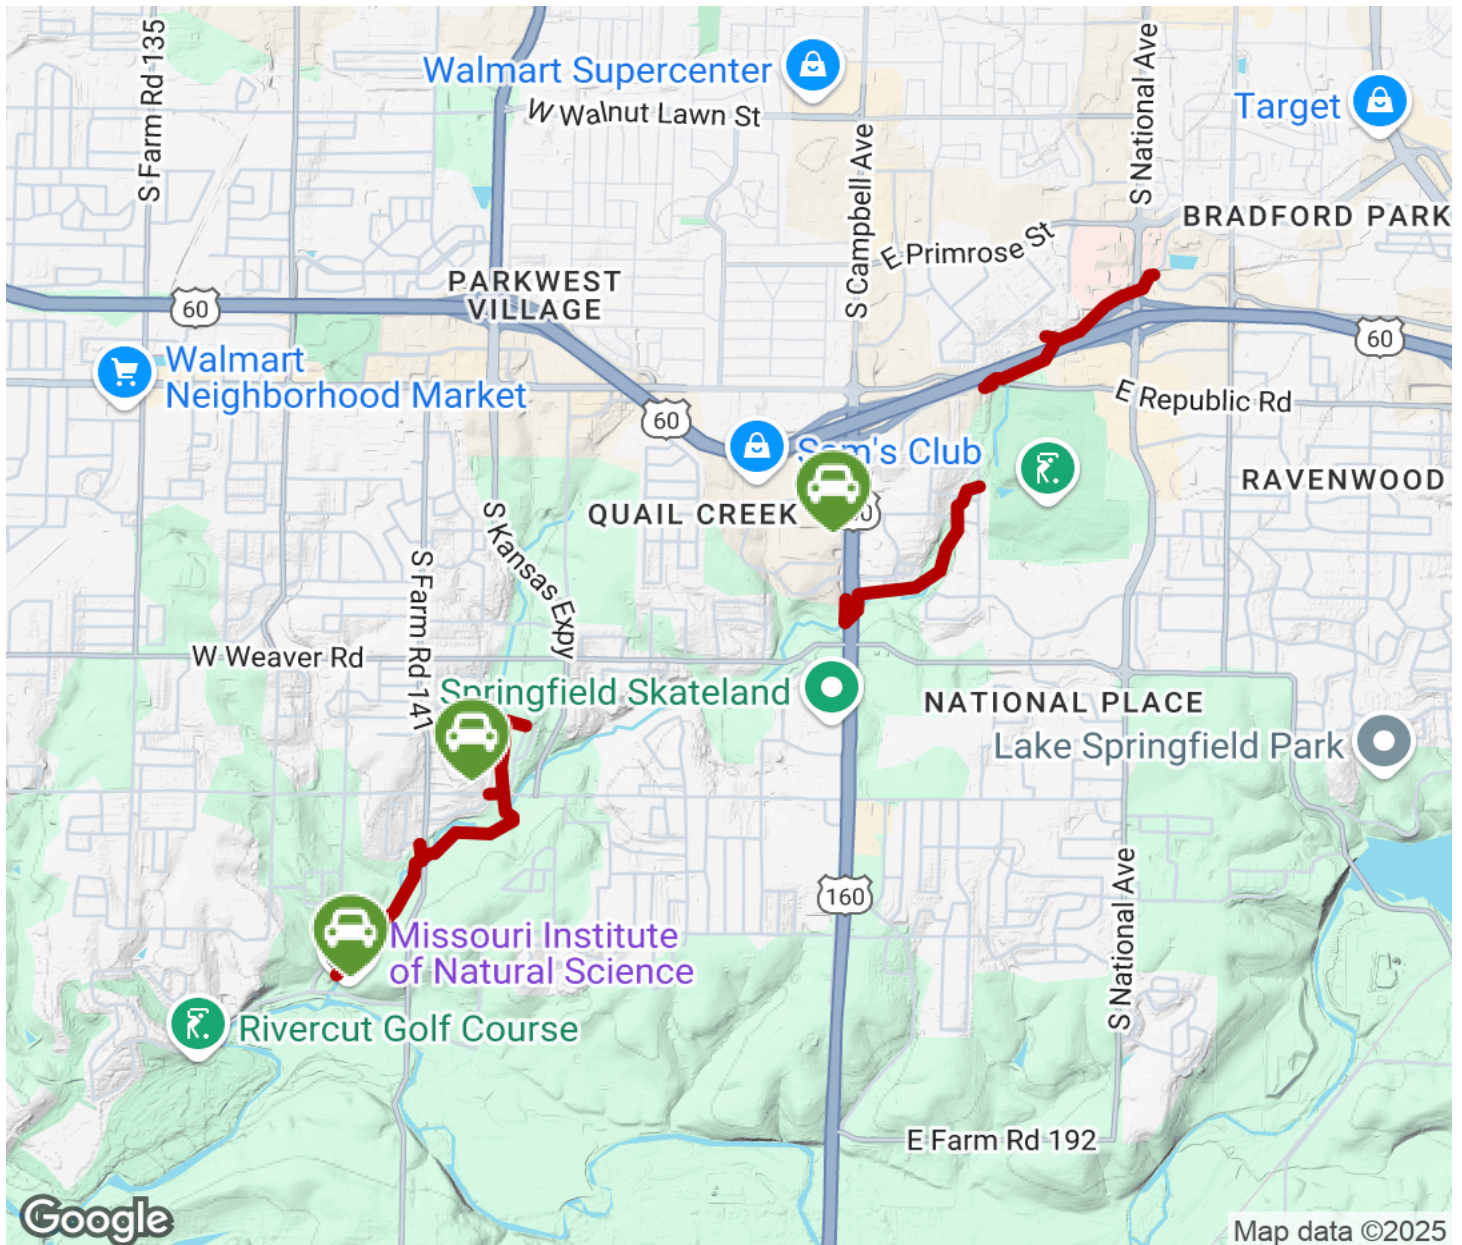 S Farm Rd 135
Walmart Supercenter
W Walnut Lawn St
S National Ave
Target
S Campbell Ave
BRADFORD PARK
E Primrose St
PARKWEST
VILLAGE
60
60
Walmart
Neighborhood Market
60
E Republic Rd
Sam's Club
RAVENWOOD
QUAIL CREEK
S Kansas Expy
S Farm Rd 141
W Weaver Rd
Springfield Skateland
NATIONAL PLACE
Lake Springfield Park
160
S National Ave
Missouri Institute
of Natural Science
Rivercut Golf Course
E Farm Rd 192
Google
Map data ©2025